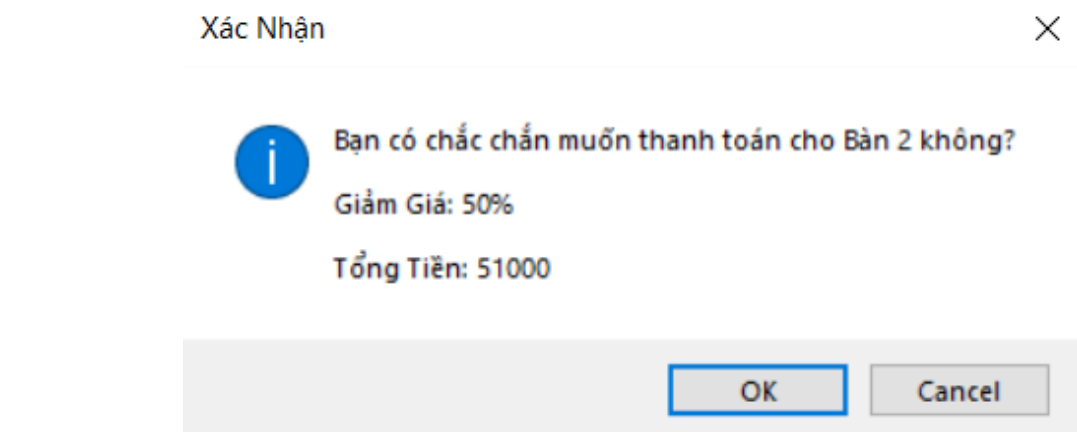 Xác Nhận
Bạn có chắc chắn muốn thanh toán cho Bàn 2 không?
Giảm Giá: 50%
Tổng Tiền: 51000
OK
Cancel